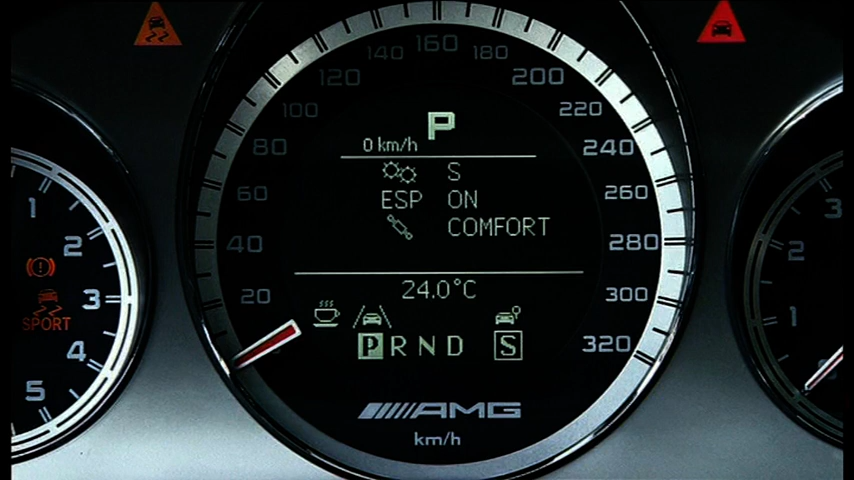 140 160 180
120 200
100 220
80 240
60 260
40 280
20 300
320
P
0 km/h
S
ESP ON
COMFORT
24.0°C
P R N D S
AMG
km/h
1
2
3
4
5
SPORT
3
2
1